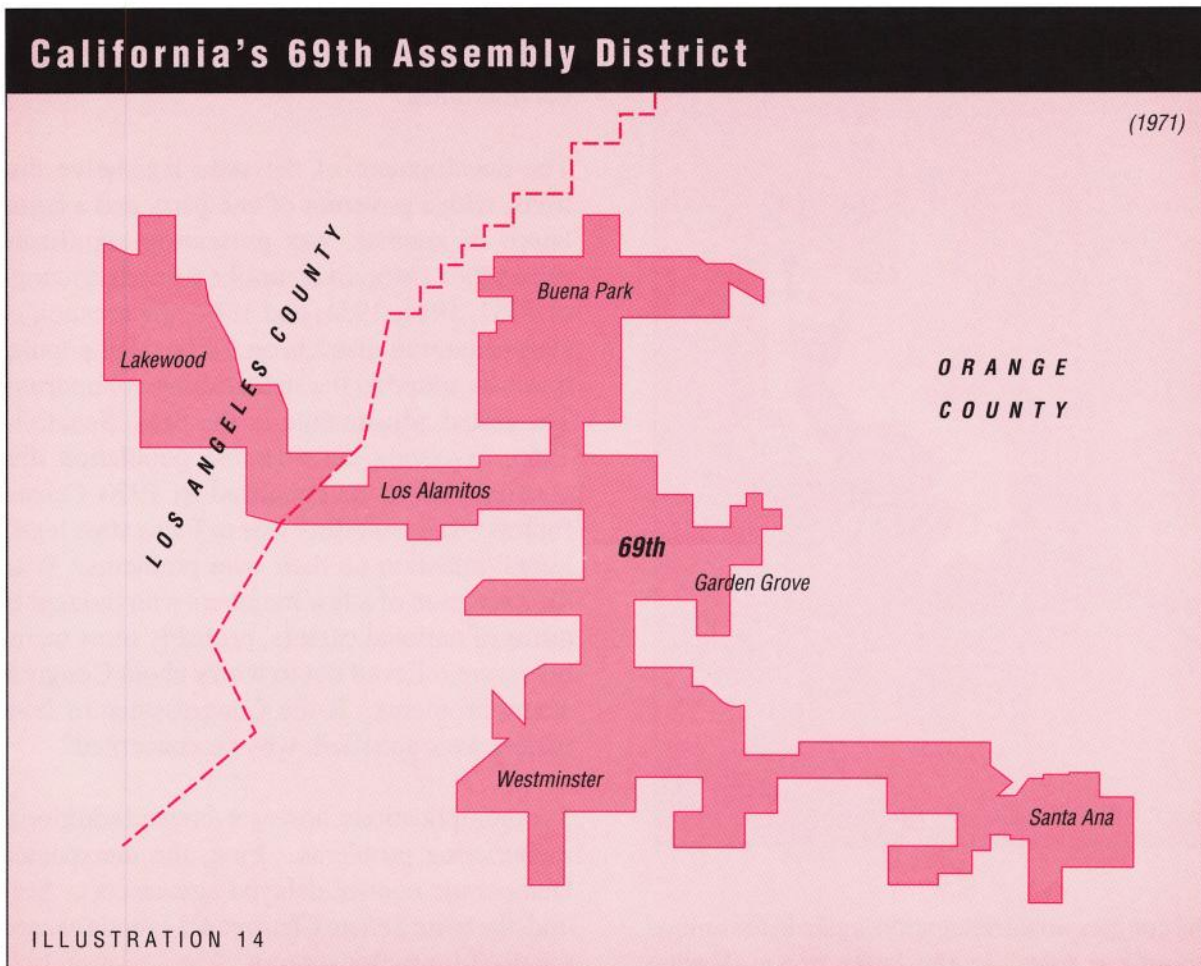 California's 69th Assembly District
(1971)
LOS ANGELES COUNTY
Buena Park
Lakewood
ORANGE
COUNTY
Los Alamitos
69th
Garden Grove
Westminster
Santa Ana
ILLUSTRATION 14